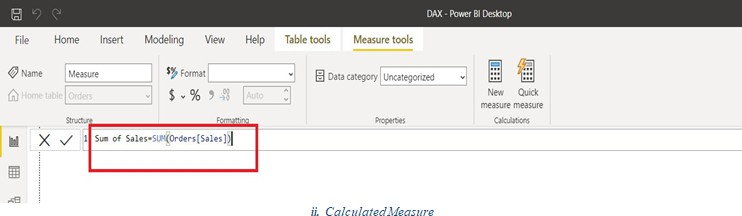 DAX - Power BI Desktop
File Home Insert Modeling View Help Table tools Measure tools
Name Measure $% Format Data category Uncategorized New measure Quick measure
Home table Orders $ % 9 .00 Auto
Structure Formatting Properties Calculations
1 Sum of Sales=SUM(Orders[Sales])
ii. Calculated Measure